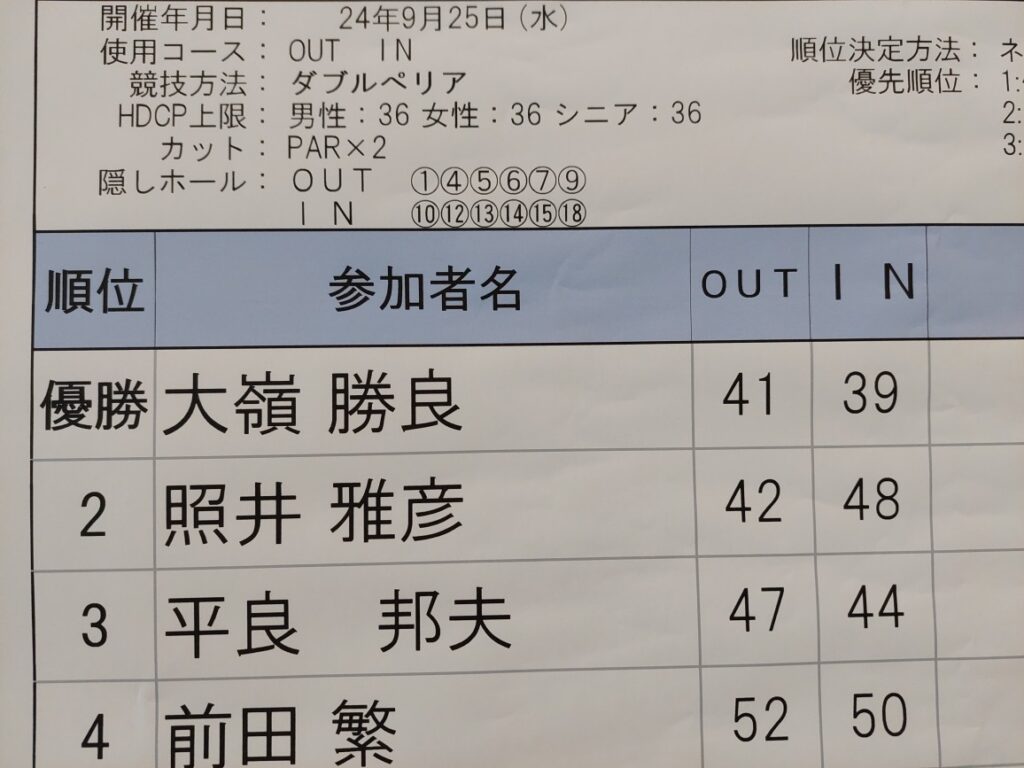 開催年月日： 24年9月25日（水）
使用コース： OUT IN
順位決定方法：ネ
競技方法： ダブルペリア
優先順位： 1:
HDCP上限： 男性：36 女性：36 シニア：36
2:
カット： PAR×2
3:
隠しホール： ＯＵＴ ①④⑤⑥⑦⑨
ＩＮ ⑩⑫⑬⑭⑮⑱
順位 参加者名 ＯＵＴ ＩＮ
優勝 大嶺 勝良 41 39
2 照井 雅彦 42 48
3 平良 邦夫 47 44
4 前田 繁 52 50